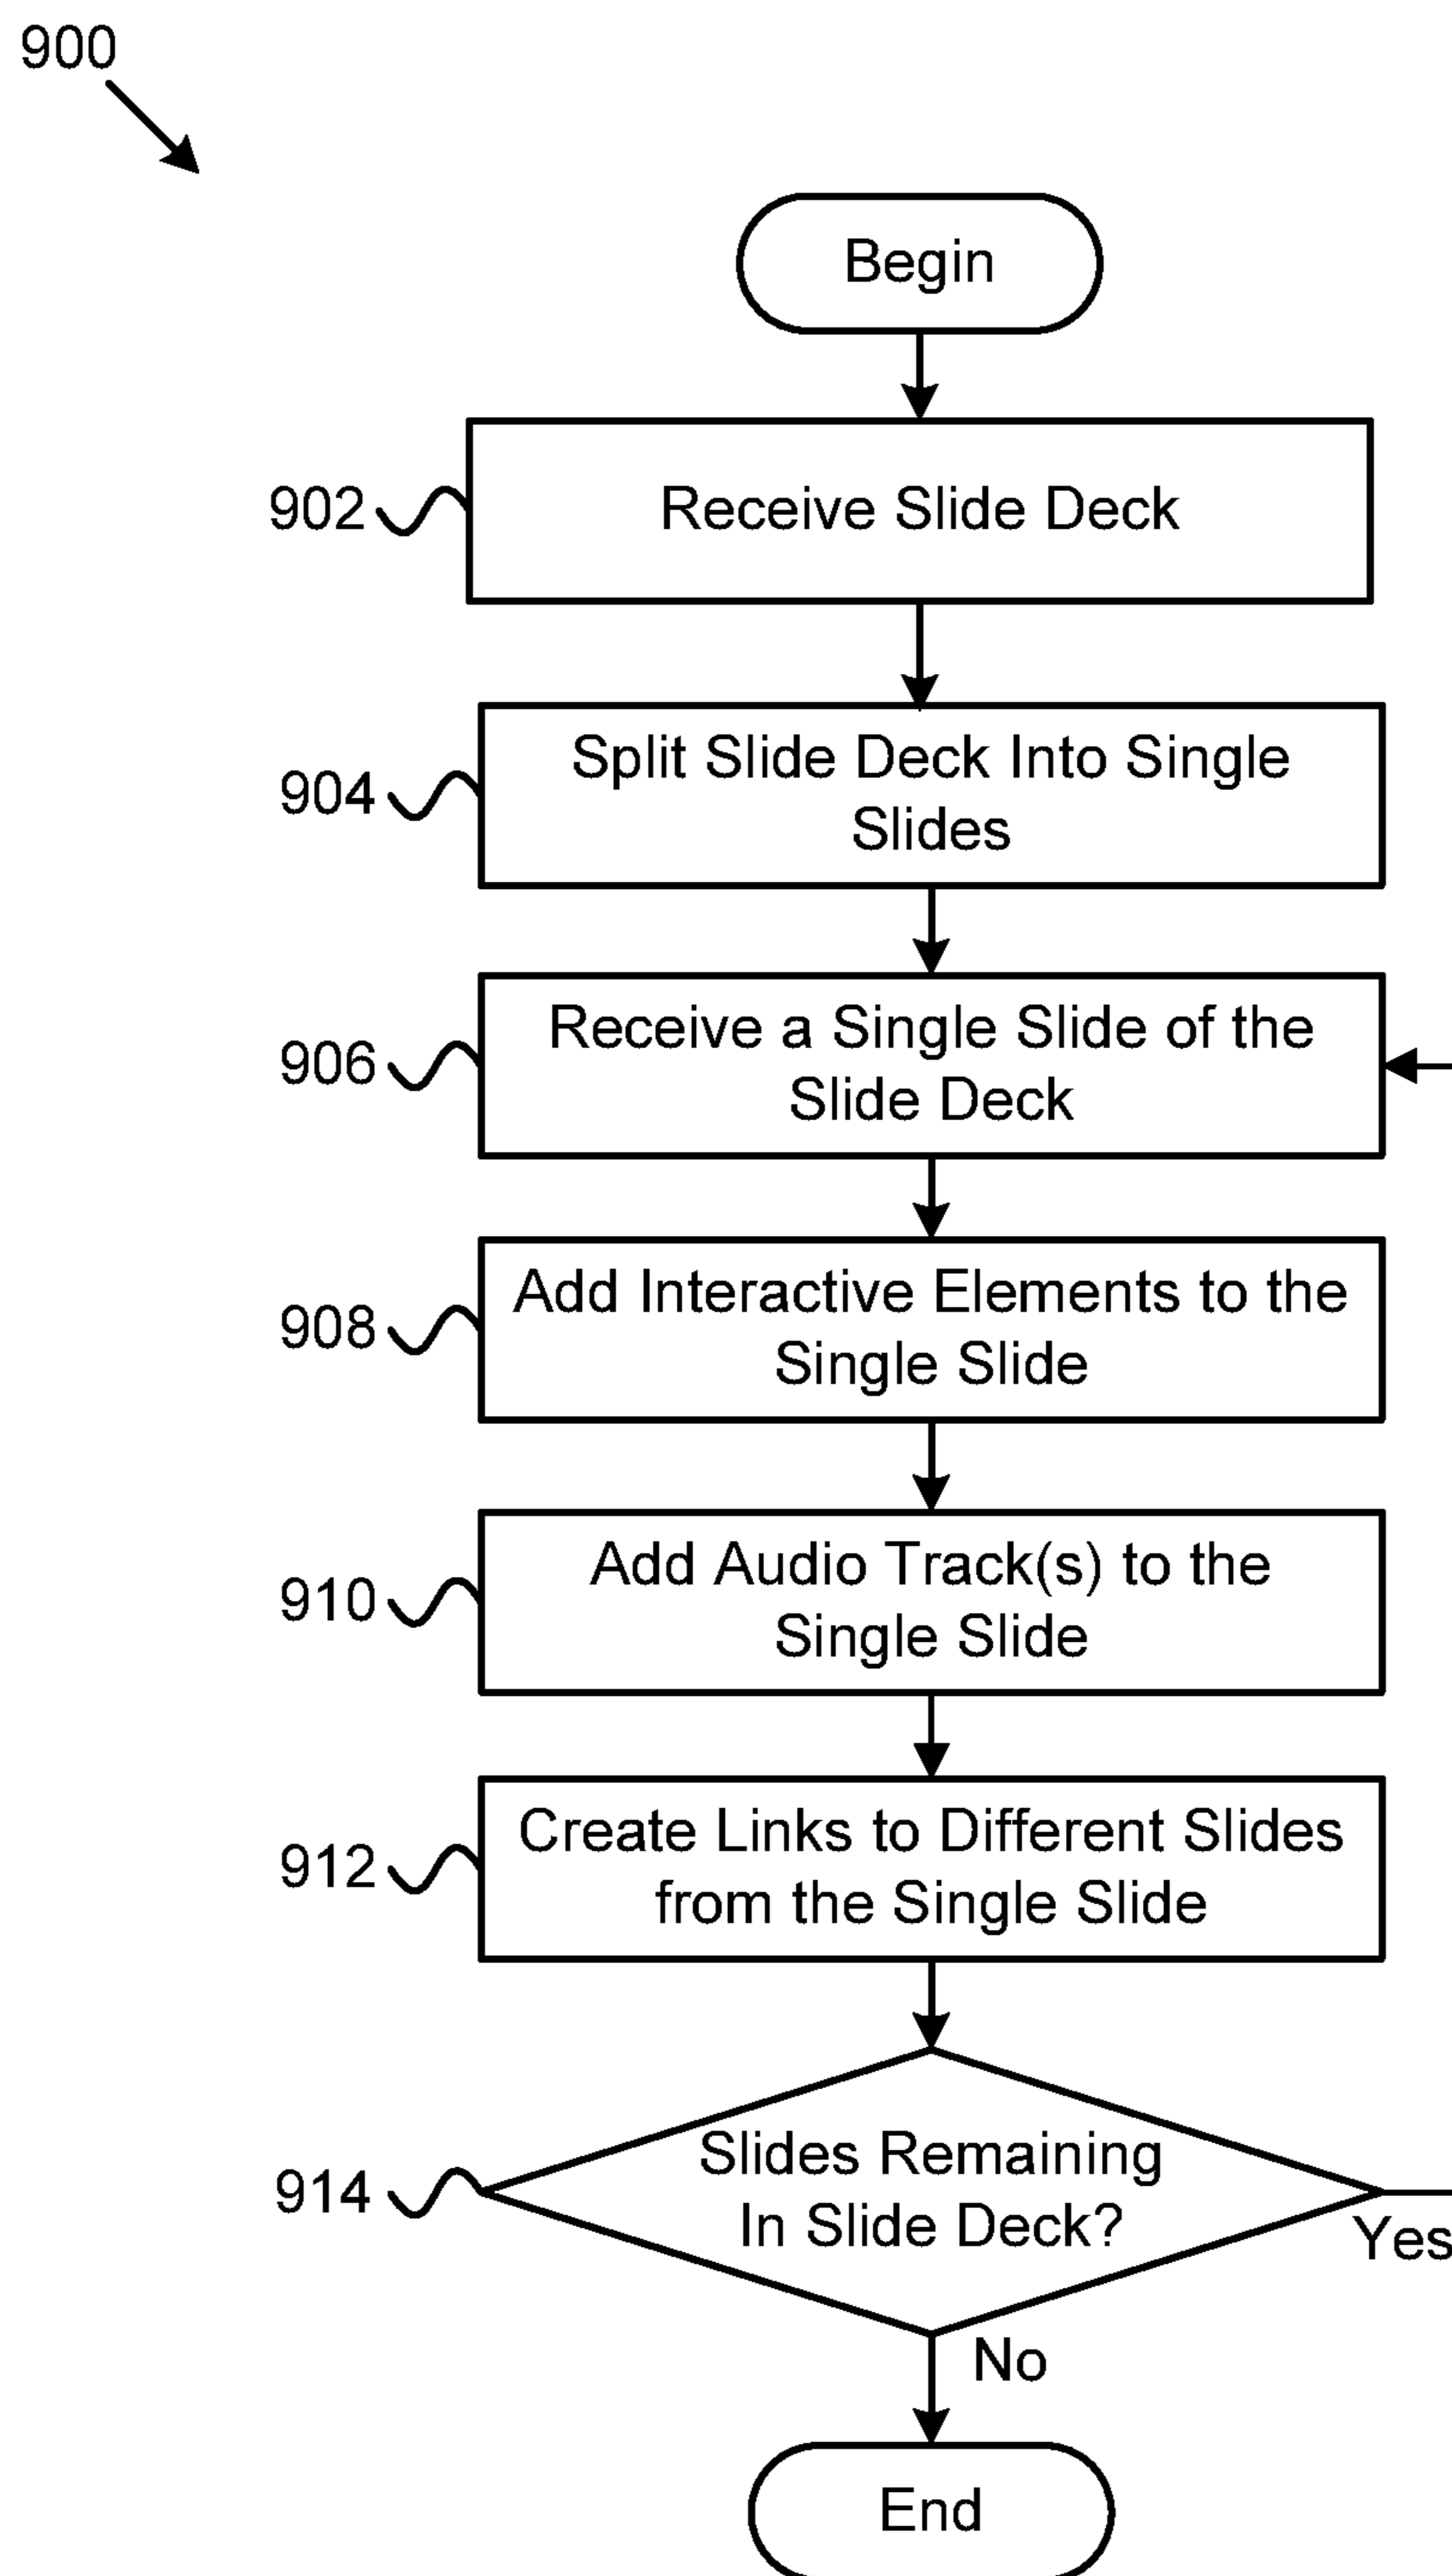 900
Begin
902
Receive Slide Deck
904
Split Slide Deck Into Single
Slides
906
Receive a Single Slide of the
Slide Deck
908
Add Interactive Elements to the
Single Slide
910
Add Audio Track(s) to the
Single Slide
912
Create Links to Different Slides
from the Single Slide
914
Slides Remaining
In Slide Deck?
Yes
No
End